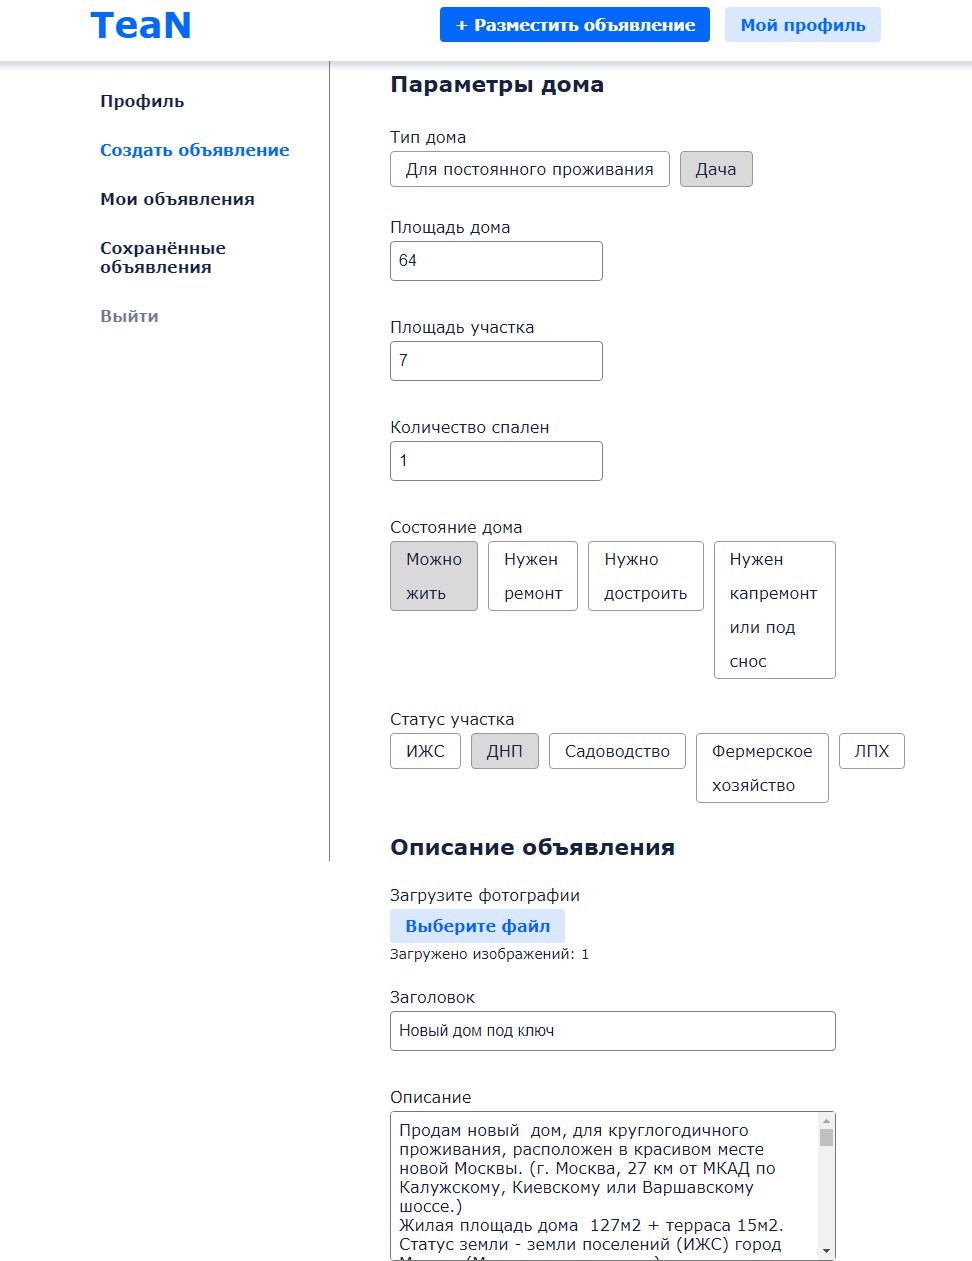 TeaN
+ Разместить объявление
Мой профиль
Профиль
Создать объявление
Мои объявления
Сохранённые
объявления
Выйти
Параметры дома
Тип дома
Для постоянного проживания
Дача
Площадь дома
64
Площадь участка
7
Количество спален
1
Состояние дома
Можно
жить
Нужен
ремонт
Нужно
достроить
Нужен
капремонт
или под
снос
Статус участка
ИЖС
ДНП
Садоводство
Фермерское
хозяйство
ЛПХ
Описание объявления
Загрузите фотографии
Выберите файл
Загружено изображений: 1
Заголовок
Новый дом под ключ
Описание
Продам новый  дом, для круглогодичного
проживания, расположен в красивом месте
новой Москвы. (г. Москва, 27 км от МКАД по
Калужскому, Киевскому или Варшавскому
шоссе.)
Жилая площадь дома  127м2 + терраса 15м2.
Статус земли - земли поселений (ИЖС) город